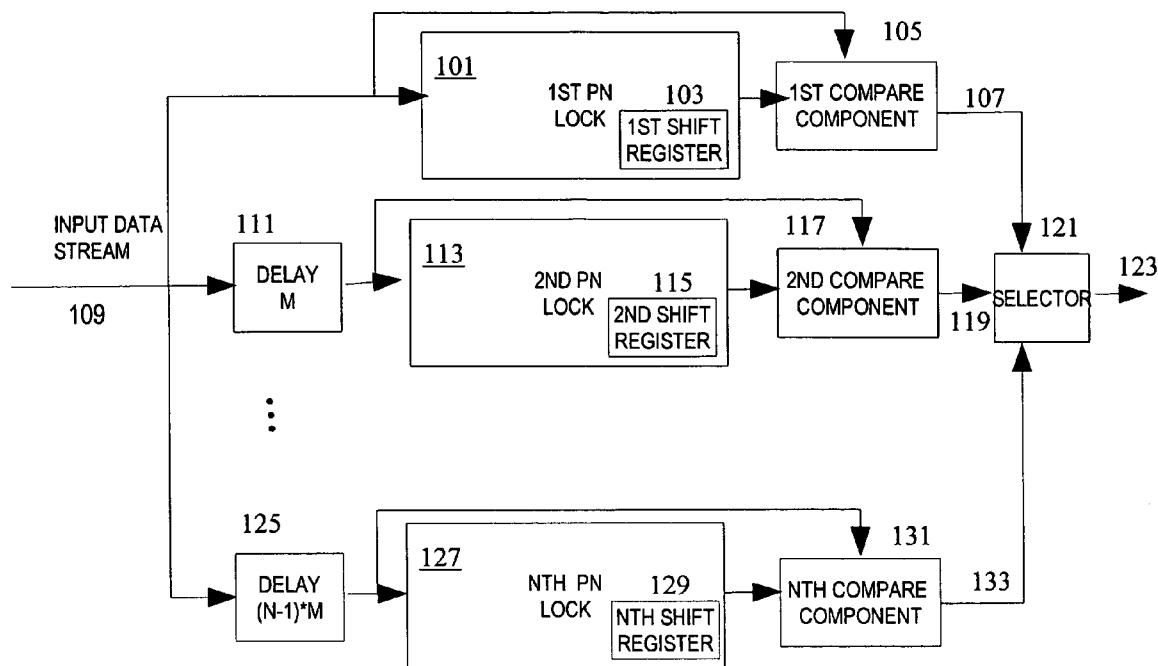 105
101
1ST PN
LOCK
103
1ST SHIFT
REGISTER
1ST COMPARE
COMPONENT
107
INPUT DATA
STREAM
109
111
DELAY
M
113
2ND PN
LOCK
115
2ND SHIFT
REGISTER
117
2ND COMPARE
COMPONENT
119
121
SELECTOR
123
125
DELAY
(N-1)*M
127
NTH PN
LOCK
129
NTH SHIFT
REGISTER
131
NTH COMPARE
COMPONENT
133